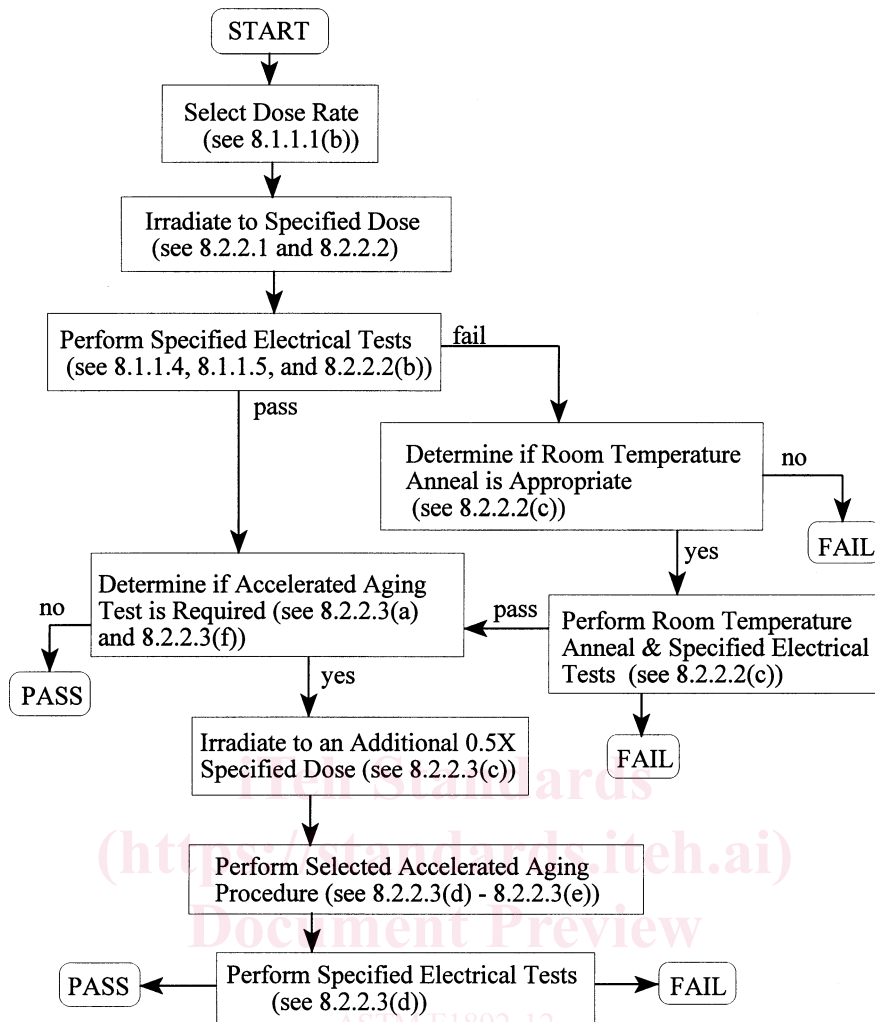 START
Select Dose Rate
(see 8.1.1.1(b))
Irradiate to Specified Dose
(see 8.2.2.1 and 8.2.2.2)
Perform Specified Electrical Tests
(see 8.1.1.4, 8.1.1.5, and 8.2.2.2(b))
fail
pass
Determine if Room Temperature
Anneal is Appropriate
(see 8.2.2.2(c))
no
FAIL
yes
Determine if Accelerated Aging
Test is Required (see 8.2.2.3(a)
and 8.2.2.3(f))
no
PASS
pass
Perform Room Temperature
Anneal & Specified Electrical
Tests (see 8.2.2.2(c))
FAIL
yes
Irradiate to an Additional 0.5X
Specified Dose (see 8.2.2.3(c))
iTeh Standards
(https://standards.iteh.ai)
Document Preview
Perform Selected Accelerated Aging
Procedure (see 8.2.2.3(d) - 8.2.2.3(e))
PASS
Perform Specified Electrical Tests
(see 8.2.2.3(d))
FAIL
ASTM F1892-12